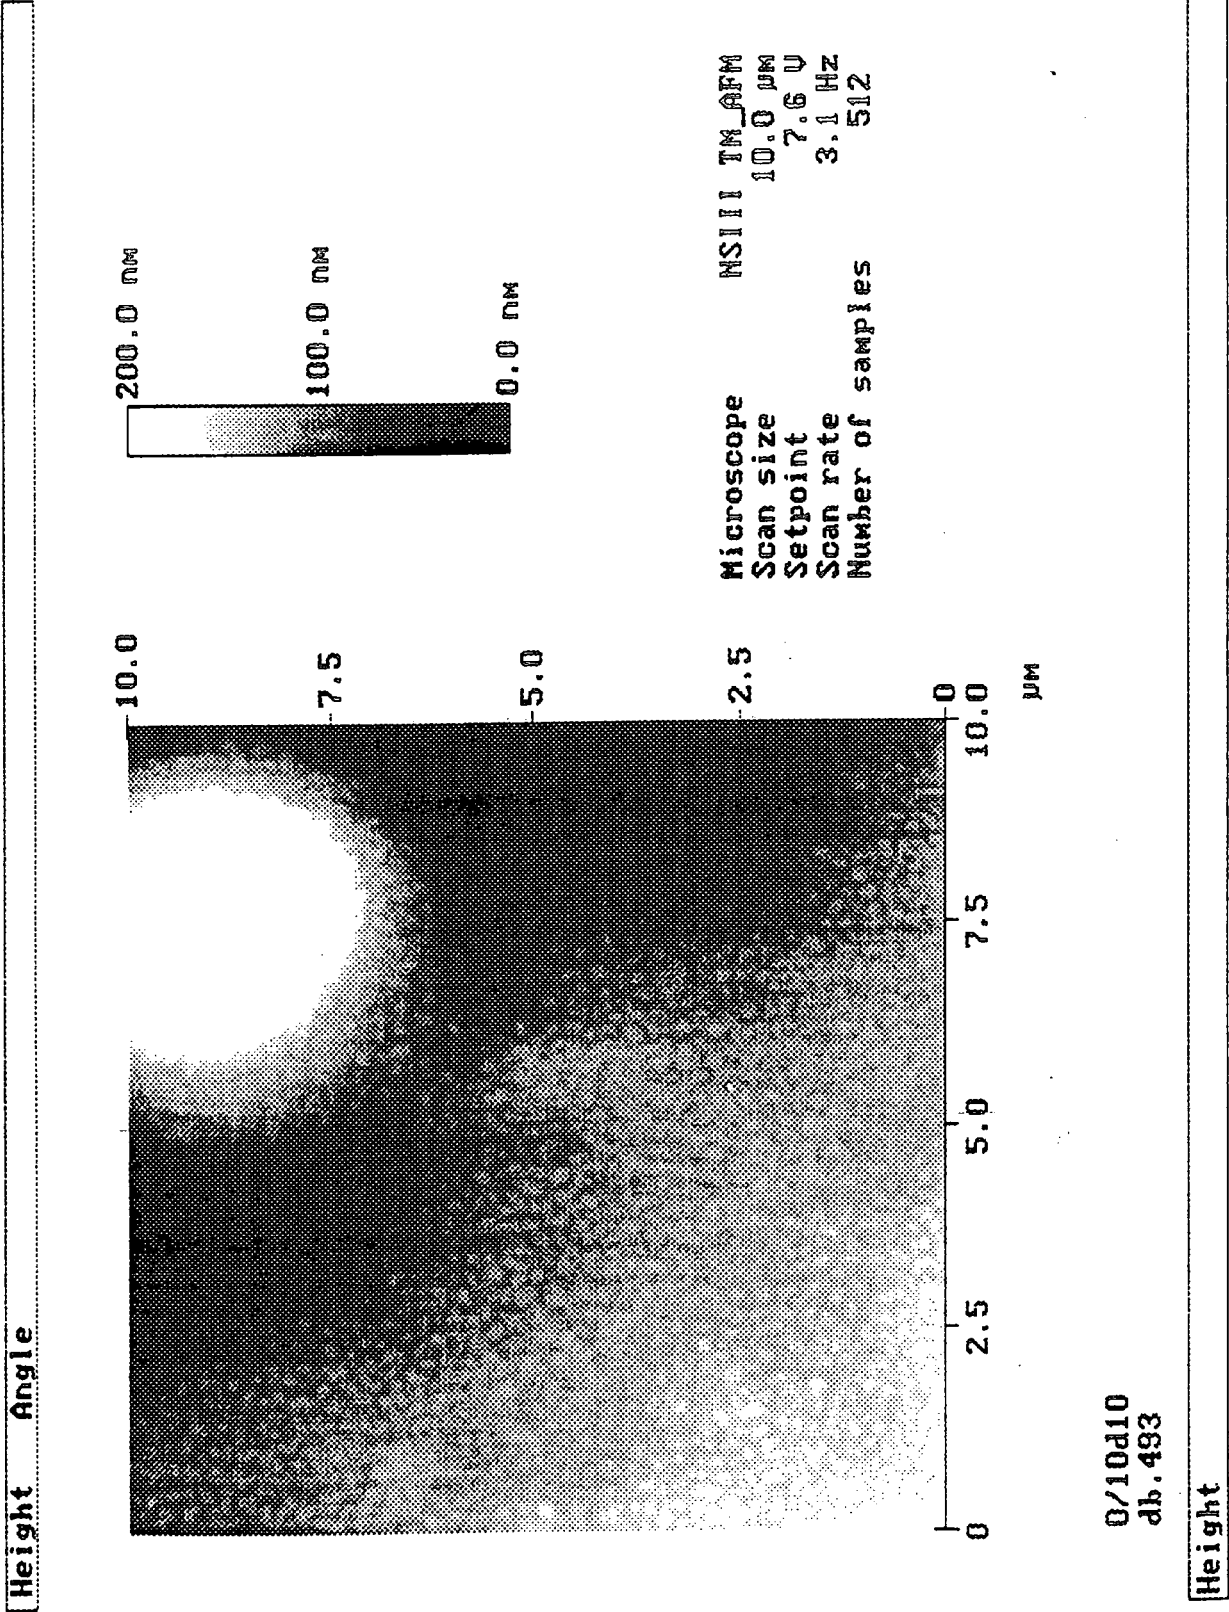 Height Angle
200.0 nm
100.0 nm
0.0 nm
10.0
7.5
5.0
2.5
0
0 2.5 5.0 7.5 10.0
µm
Microscope NSIII TM_AFM
Scan size 10.0 µm
Setpoint 7.6 V
Scan rate 3.1 Hz
Number of samples 512
0/10d10
db.493
Height